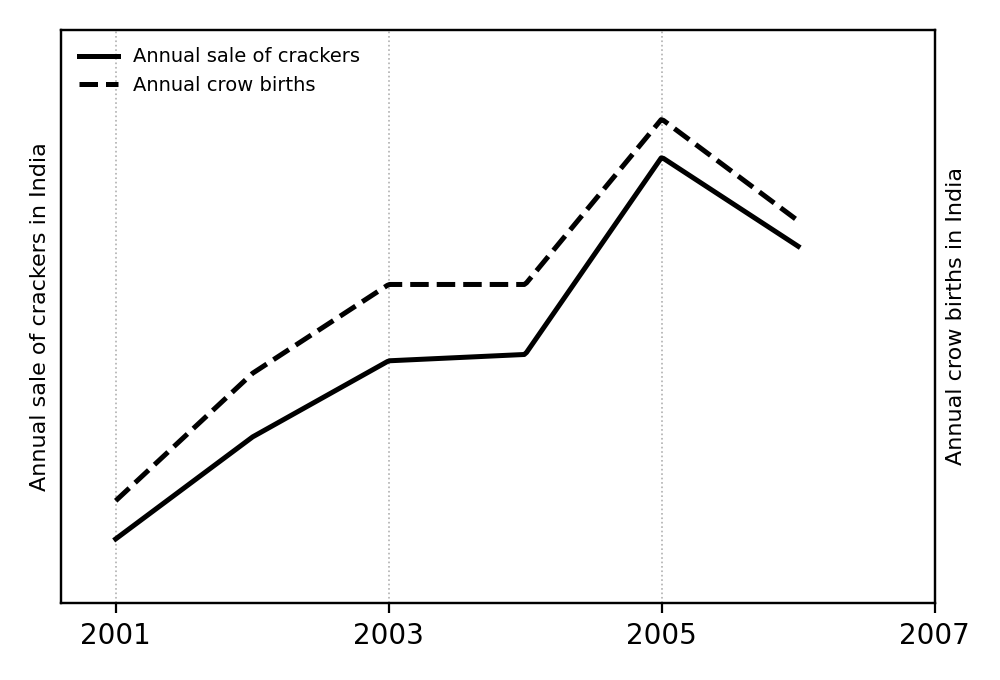 Annual sale of crackers
Annual crow births
Annual sale of crackers in India
Annual crow births in India
2001 2003 2005 2007